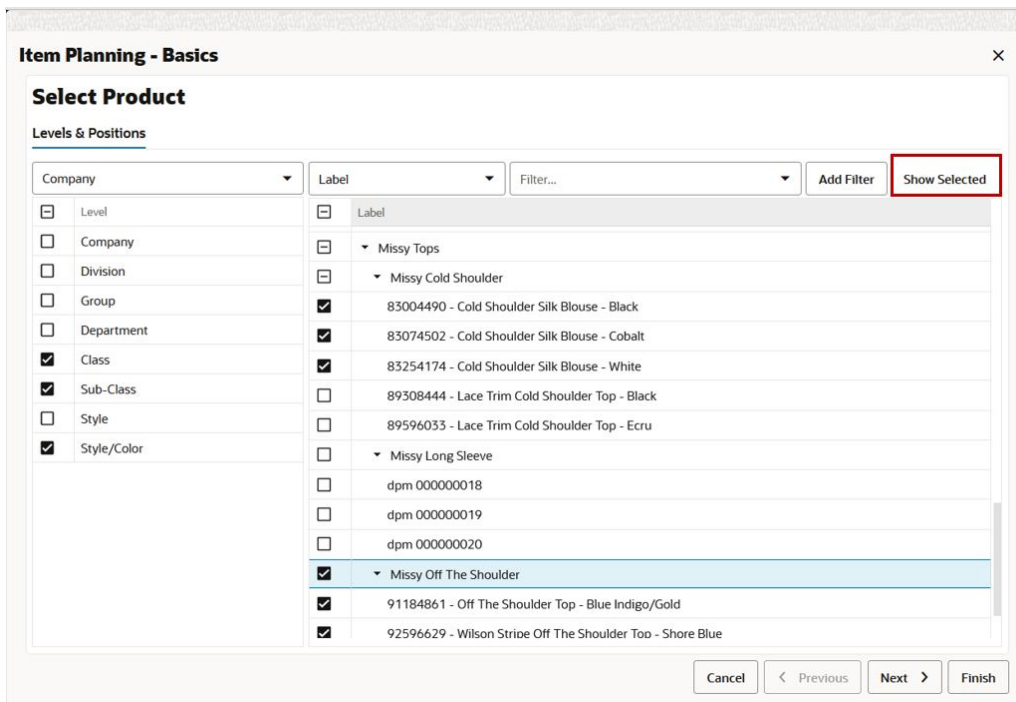 Item Planning - Basics
Select Product
Levels & Positions
Company Label Filter... Add Filter Show Selected
Level
Company
Division
Group
Department
Class
Sub-Class
Style
Style/Color
Label
Missy Tops
Missy Cold Shoulder
83004490 - Cold Shoulder Silk Blouse - Black
83074502 - Cold Shoulder Silk Blouse - Cobalt
83254174 - Cold Shoulder Silk Blouse - White
89308444 - Lace Trim Cold Shoulder Top - Black
89596033 - Lace Trim Cold Shoulder Top - Ecru
Missy Long Sleeve
dpm 000000018
dpm 000000019
dpm 000000020
Missy Off The Shoulder
91184861 - Off The Shoulder Top - Blue Indigo/Gold
92596629 - Wilson Stripe Off The Shoulder Top - Shore Blue
Cancel Previous Next Finish